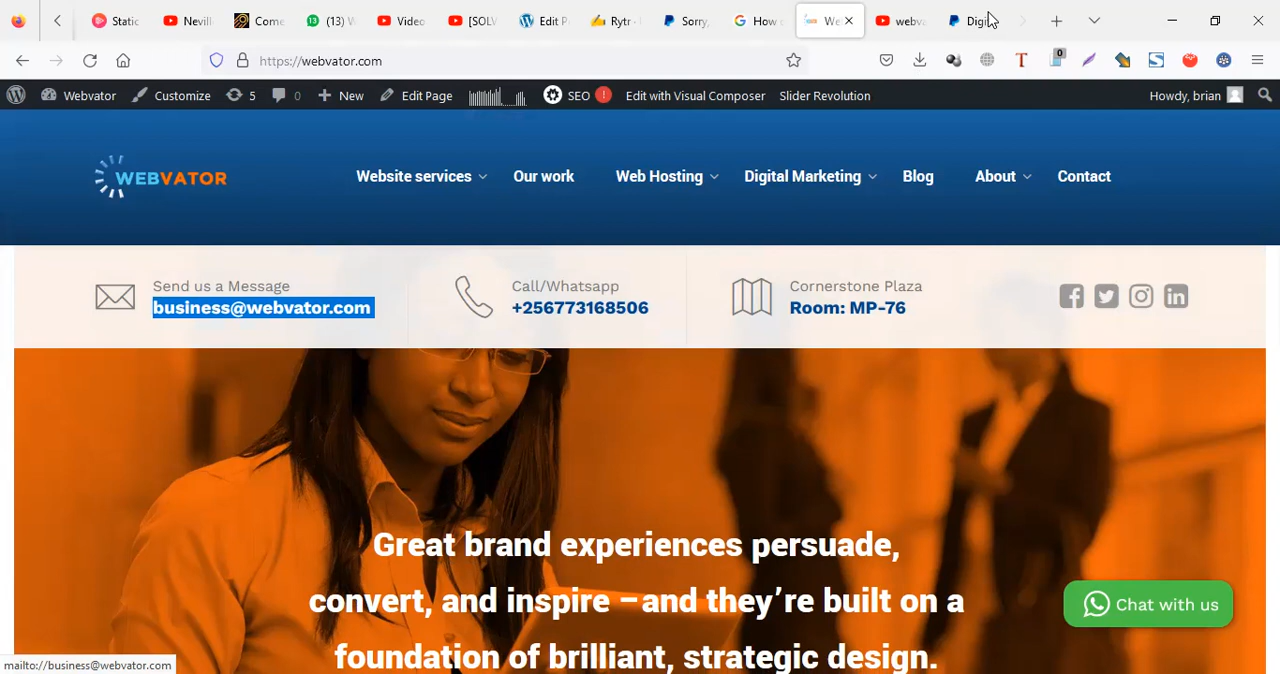 Static
Nevill
Come
(13) W
Video
[SOLV
Edit P
Rytr
Sorry,
How
We
webva
Digi
https://webvator.com
0
Webvator
Customize
5
0
New
Edit Page
SEO
!
Edit with Visual Composer
Slider Revolution
Howdy, brian
WEBVATOR
Website services
Our work
Web Hosting
Digital Marketing
Blog
About
Contact
Send us a Message
business@webvator.com
Call/Whatsapp
+256773168506
Cornerstone Plaza
Room: MP-76
Great brand experiences persuade,
convert, and inspire –and they're built on a
foundation of brilliant, strategic design.
Chat with us
mailto://business@webvator.com